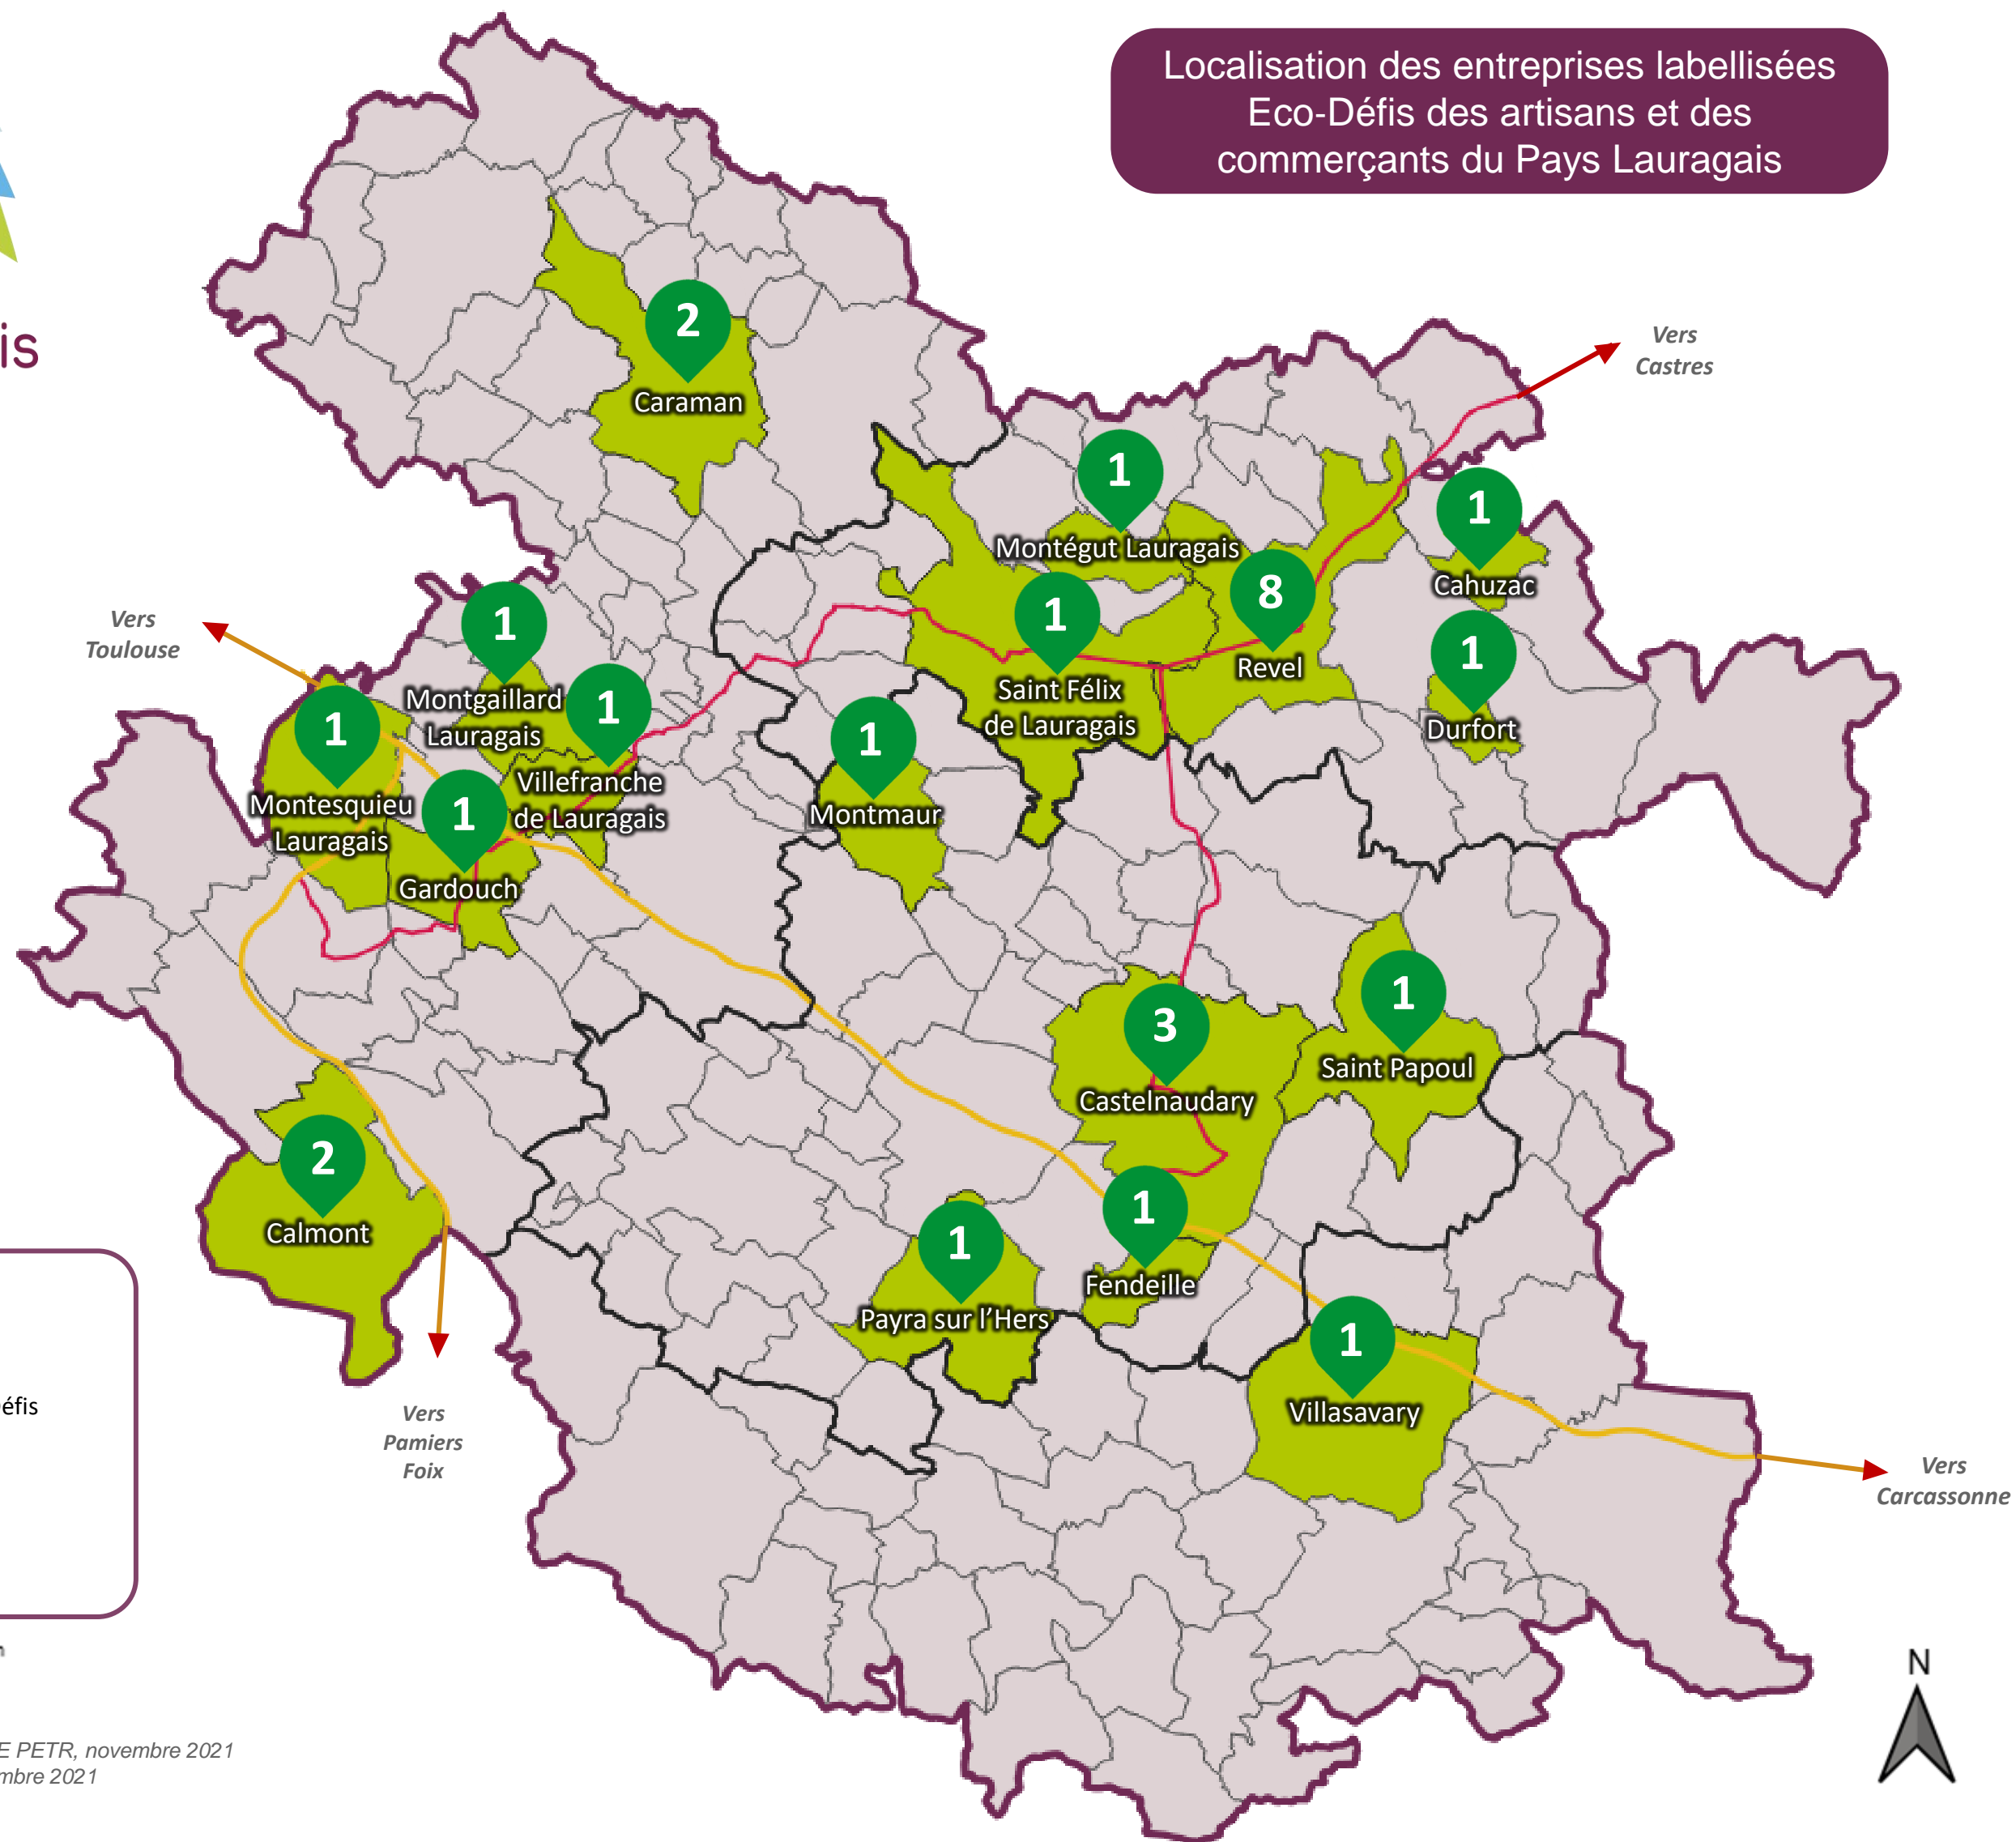 Localisation des entreprises labellisées
Eco-Défis des artisans et des
commerçants du Pays Lauragais
is
2
Caraman
Vers
Castres
1
Montégut Lauragais
1
Cahuzac
8
Revel
1
Saint Félix
de Lauragais
1
Durfort
Vers
Toulouse
1
Montgaillard
Lauragais
1
Villefranche
de Lauragais
1
Montesquieu
Lauragais
1
Gardouch
1
Montmaur
3
Castelnaudary
1
Saint Papoul
2
Calmont
1
Payra sur l’Hers
1
Fendeille
1
Villasavary
Vers
Pamiers
Foix
Vers
Carcassonne
éfis
N
E PETR, novembre 2021
mbre 2021